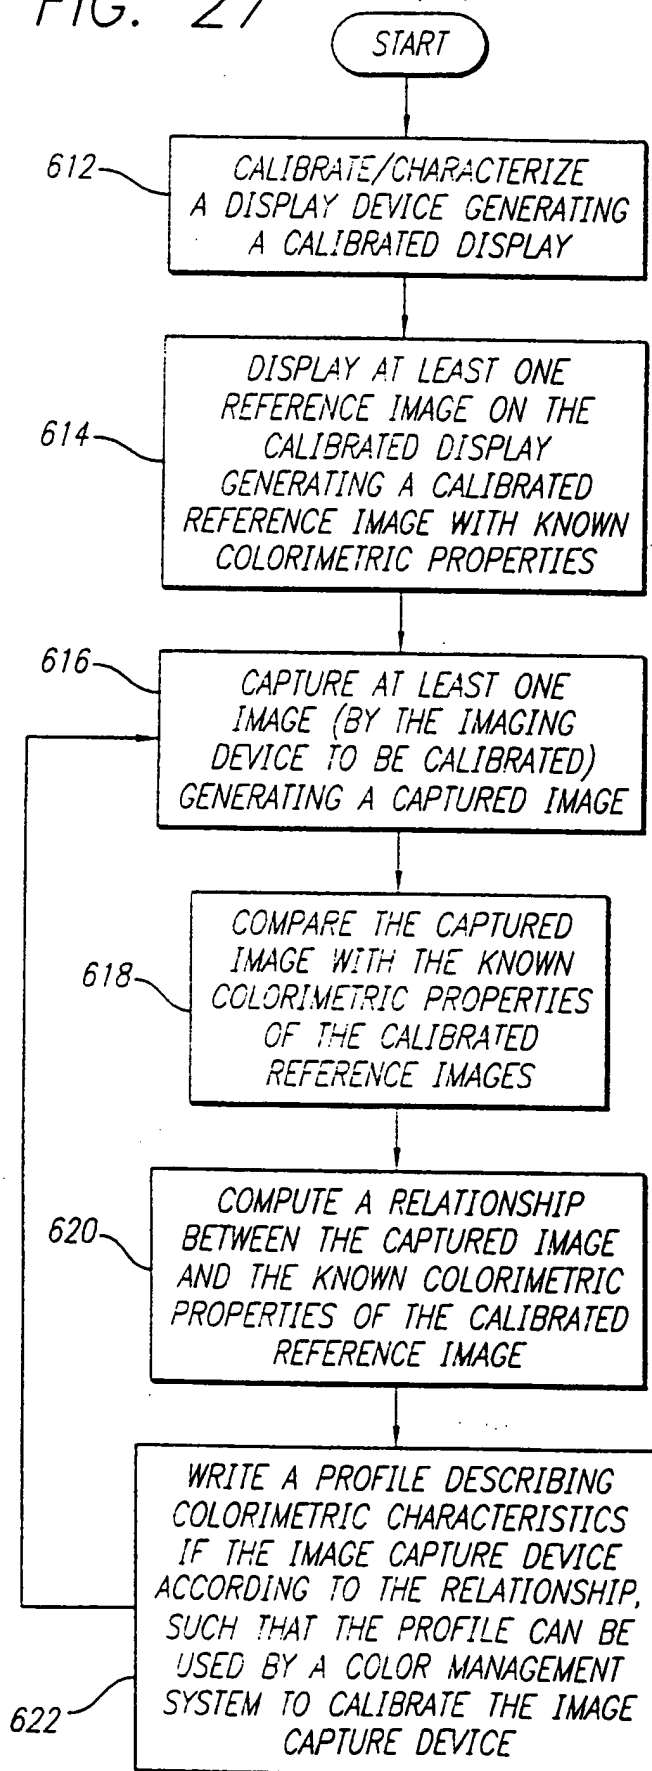 FIG. 27
START
612
CALIBRATE/CHARACTERIZE
A DISPLAY DEVICE GENERATING
A CALIBRATED DISPLAY
614
DISPLAY AT LEAST ONE
REFERENCE IMAGE ON THE
CALIBRATED DISPLAY
GENERATING A CALIBRATED
REFERENCE IMAGE WITH KNOWN
COLORIMETRIC PROPERTIES
616
CAPTURE AT LEAST ONE
IMAGE (BY THE IMAGING
DEVICE TO BE CALIBRATED)
GENERATING A CAPTURED IMAGE
618
COMPARE THE CAPTURED
IMAGE WITH THE KNOWN
COLORIMETRIC PROPERTIES
OF THE CALIBRATED
REFERENCE IMAGES
620
COMPUTE A RELATIONSHIP
BETWEEN THE CAPTURED IMAGE
AND THE KNOWN COLORIMETRIC
PROPERTIES OF THE CALIBRATED
REFERENCE IMAGE
622
WRITE A PROFILE DESCRIBING
COLORIMETRIC CHARACTERISTICS
IF THE IMAGE CAPTURE DEVICE
ACCORDING TO THE RELATIONSHIP,
SUCH THAT THE PROFILE CAN BE
USED BY A COLOR MANAGEMENT
SYSTEM TO CALIBRATE THE IMAGE
CAPTURE DEVICE